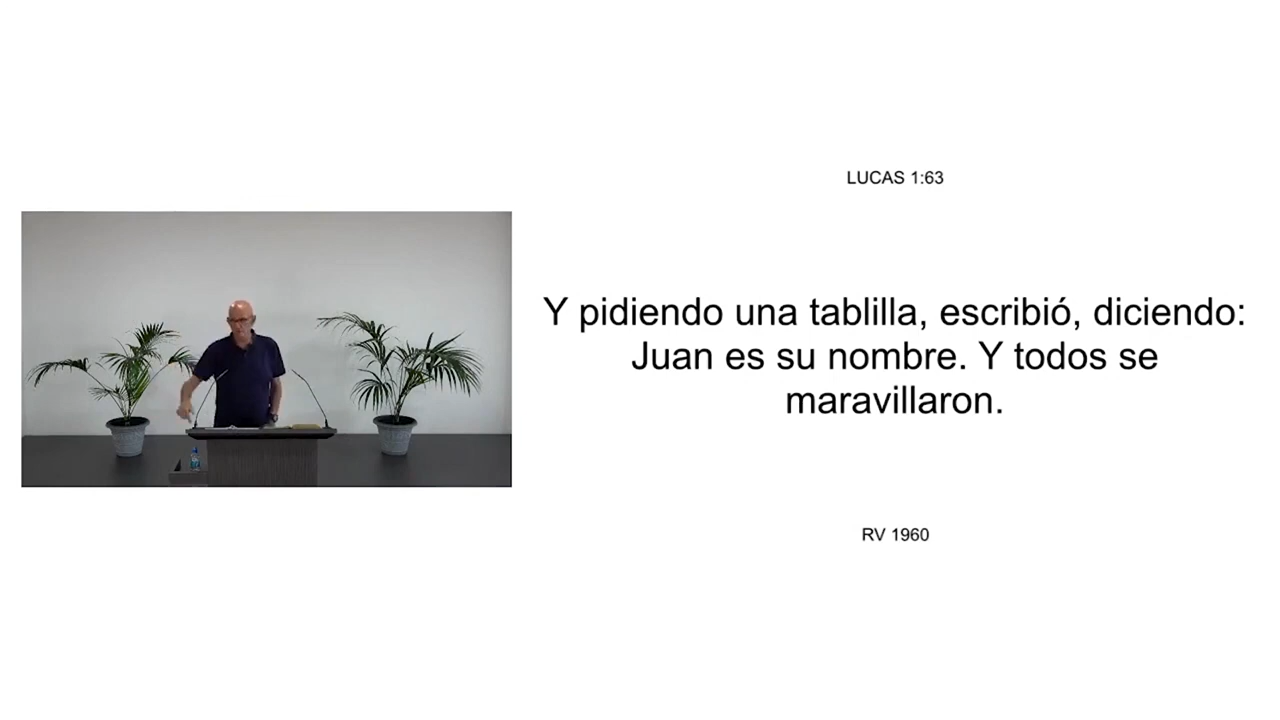 LUCAS 1:63
Y pidiendo una tablilla, escribió, diciendo:
Juan es su nombre. Y todos se
maravillaron.
RV 1960